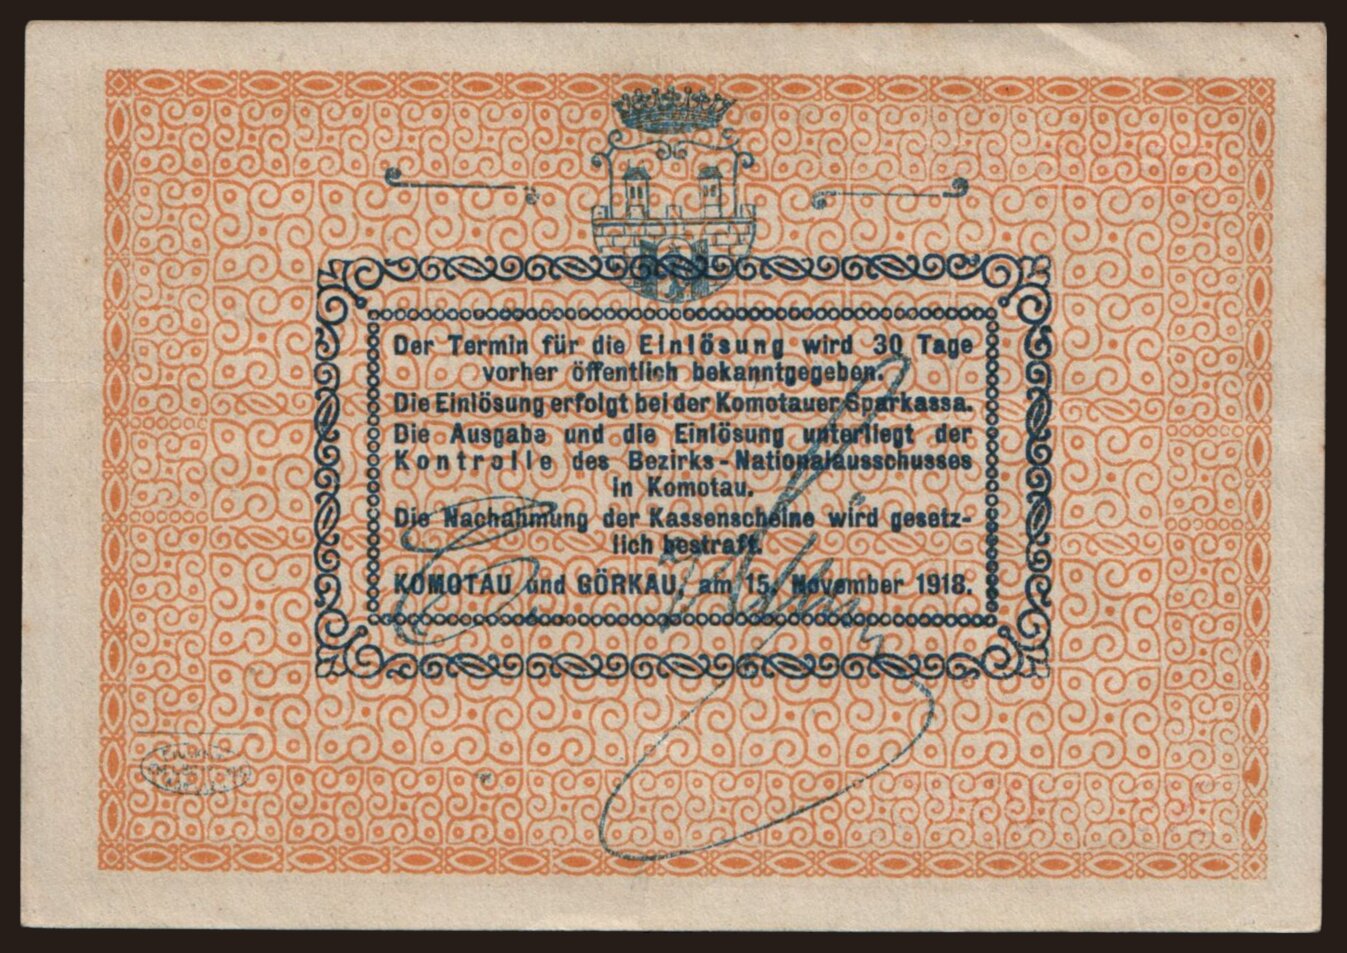 Der Termin für die Einlösung wird 30 Tage
vorher öffentlich bekanntgegeben.
Die Einlösung erfolgt bei der Komotauer Sparkassa.
Die Ausgabe und die Einlösung unterliegt der
Kontrolle des Bezirks-Nationalausschusses
in Komotau.
Die Nachahmung der Kassenscheine wird gesetz-
lich bestraft.
KOMOTAU und GÖRKAU, am 15. November 1918.